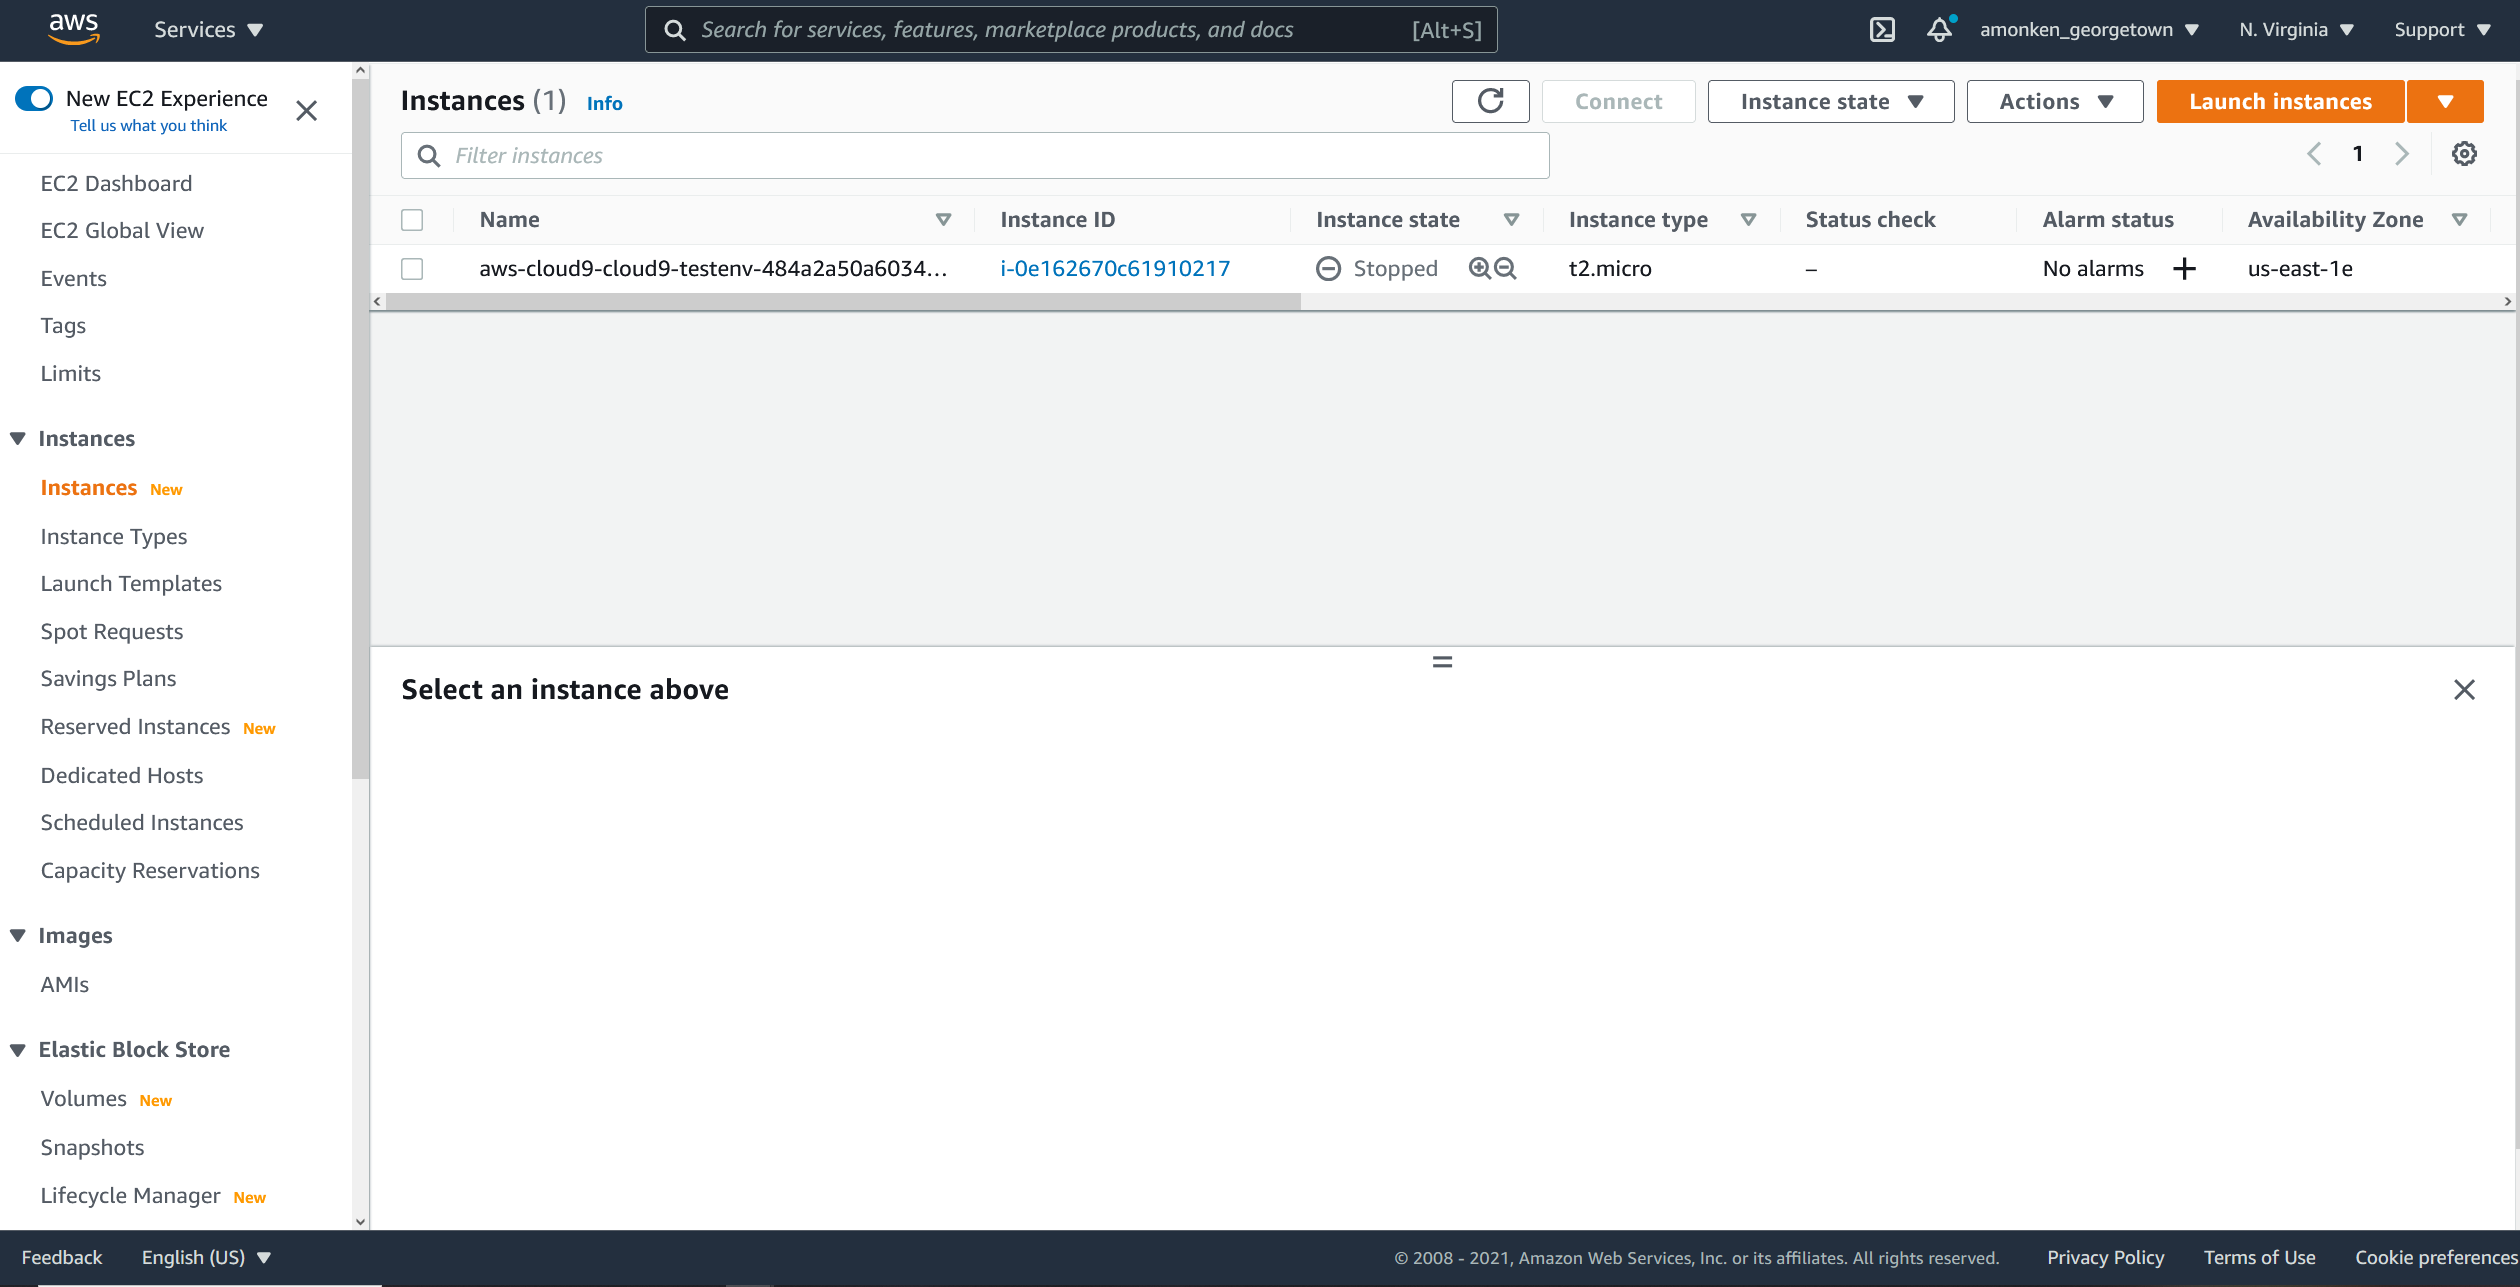 aws
Services
Search for services, features, marketplace products, and docs [Alt+S]
amonken_georgetown
N. Virginia
Support
New EC2 Experience
Tell us what you think
EC2 Dashboard
EC2 Global View
Events
Tags
Limits
Instances
Instances New
Instance Types
Launch Templates
Spot Requests
Savings Plans
Reserved Instances New
Dedicated Hosts
Scheduled Instances
Capacity Reservations
Images
AMIs
Elastic Block Store
Volumes New
Snapshots
Lifecycle Manager New
Instances (1) Info
Connect
Instance state
Actions
Launch instances
Filter instances
1
Name Instance ID Instance state Instance type Status check Alarm status Availability Zone
aws-cloud9-cloud9-testenv-484a2a50a6034... i-0e162670c61910217 Stopped t2.micro – No alarms + us-east-1e
Select an instance above
Feedback
English (US)
© 2008 - 2021, Amazon Web Services, Inc. or its affiliates. All rights reserved.
Privacy Policy
Terms of Use
Cookie preferences